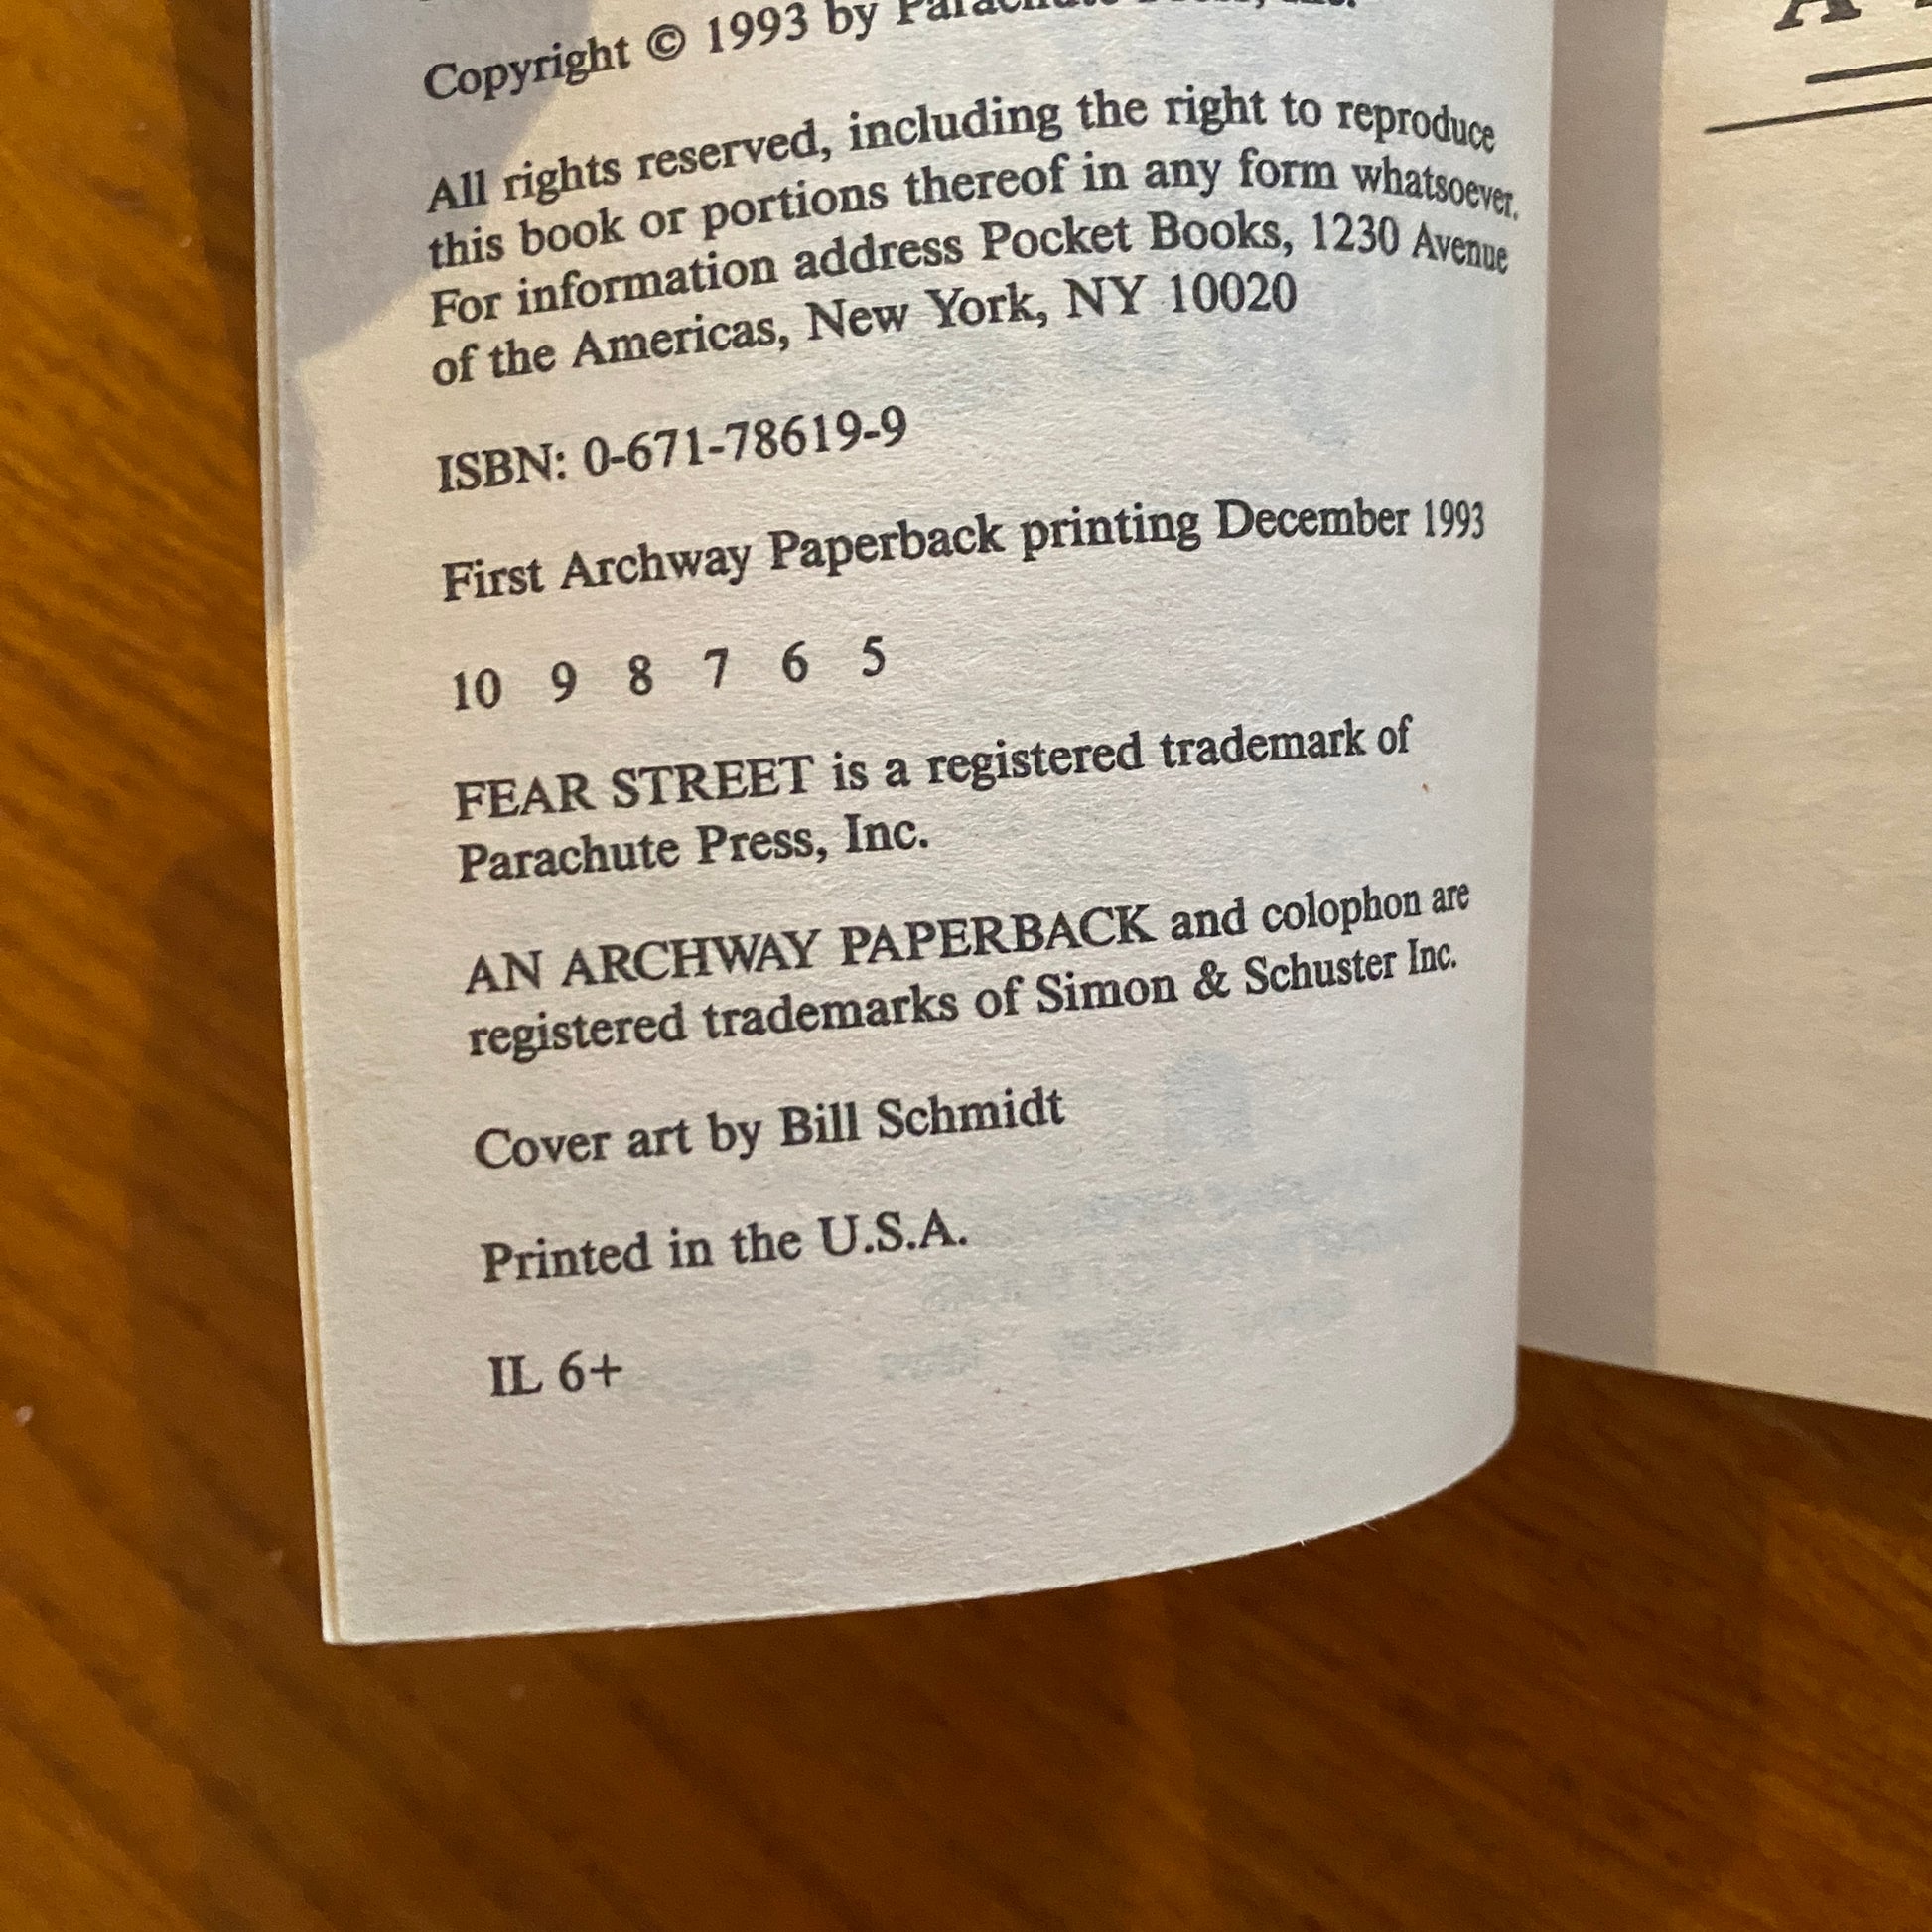 Copyright © 1993 by Parachute Press, Inc.
All rights reserved, including the right to reproduce
this book or portions thereof in any form whatsoever.
For information address Pocket Books, 1230 Avenue
of the Americas, New York, NY 10020
ISBN: 0-671-78619-9
First Archway Paperback printing December 1993
10 9 8 7 6 5
FEAR STREET is a registered trademark of
Parachute Press, Inc.
AN ARCHWAY PAPERBACK and colophon are
registered trademarks of Simon & Schuster Inc.
Cover art by Bill Schmidt
Printed in the U.S.A.
IL 6+
A